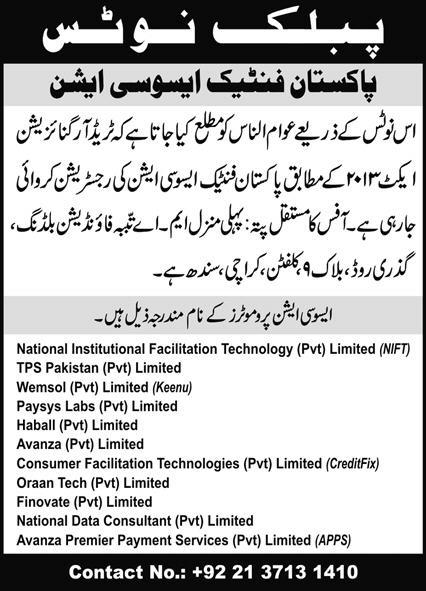 پبلک نوٹس
پاکستان فنٹیک ایسوسی ایشن
اس نوٹس کے ذریعے عوام الناس کو مطلع کیا جاتا ہے کہ ٹریڈ آرگنائزیشن
ایکٹ ۲۰۱۳ کے مطابق پاکستان فنٹیک ایسوسی ایشن کی رجسٹریشن کروائی
جارہی ہے۔ آفس کا مستقل پتہ: پہلی منزل ایم۔ اے تبّہ فاؤنڈیشن بلڈنگ،
گذری روڈ، بلاک ۹، کلفٹن، کراچی، سندھ ہے۔
ایسوسی ایشن پروموٹرز کے نام مندرجہ ذیل ہیں۔
National Institutional Facilitation Technology (Pvt) Limited (NIFT)
TPS Pakistan (Pvt) Limited
Wemsol (Pvt) Limited (Keenu)
Paysys Labs (Pvt) Limited
Haball (Pvt) Limited
Avanza (Pvt) Limited
Consumer Facilitation Technologies (Pvt) Limited (CreditFix)
Oraan Tech (Pvt) Limited
Finovate (Pvt) Limited
National Data Consultant (Pvt) Limited
Avanza Premier Payment Services (Pvt) Limited (APPS)
Contact No.: +92 21 3713 1410